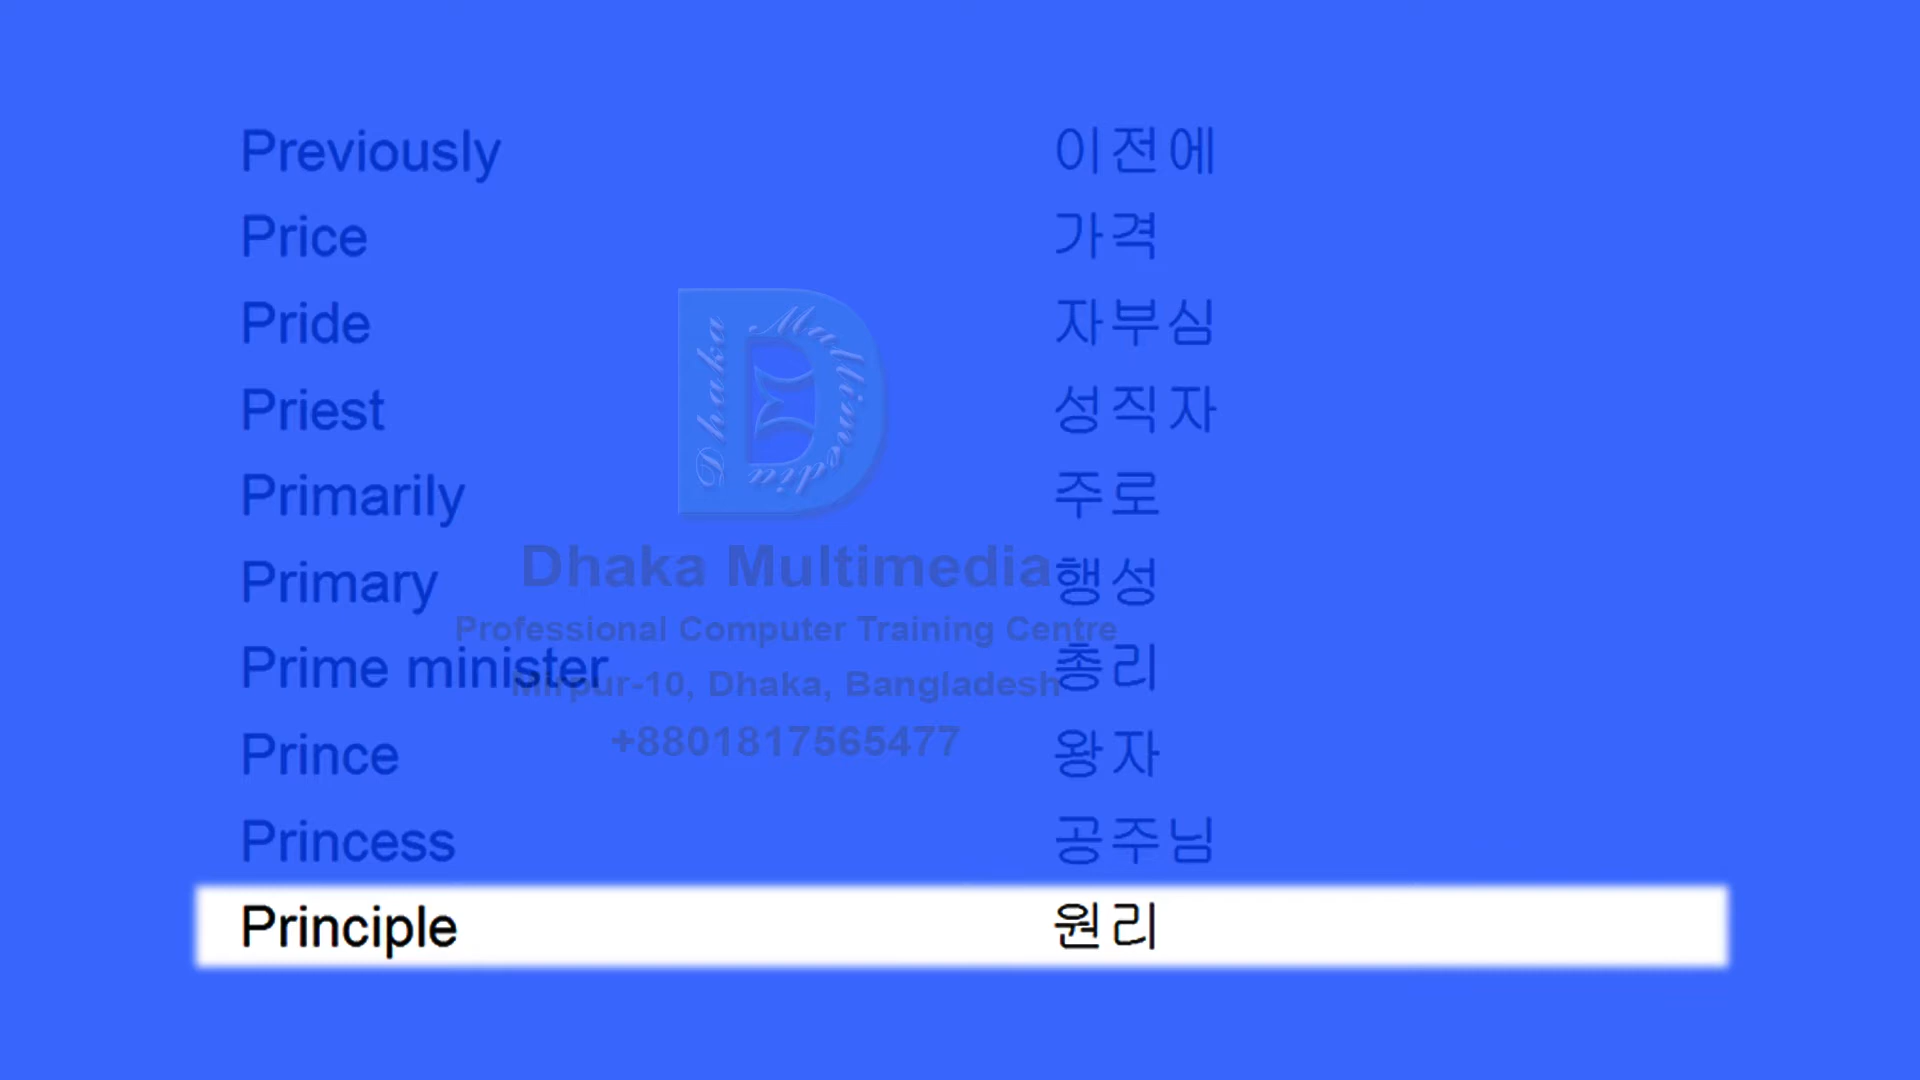 Previously 이전에
Price 가격
Pride 자부심
Priest 성직자
Primarily 주로
Primary 행성
Prime minister 총리
Prince 왕자
Princess 공주님
Principle 원리
Dhaka Multimedia
Dhaka Multimedia
Professional Computer Training Centre
Mirpur-10, Dhaka, Bangladesh
+8801817565477